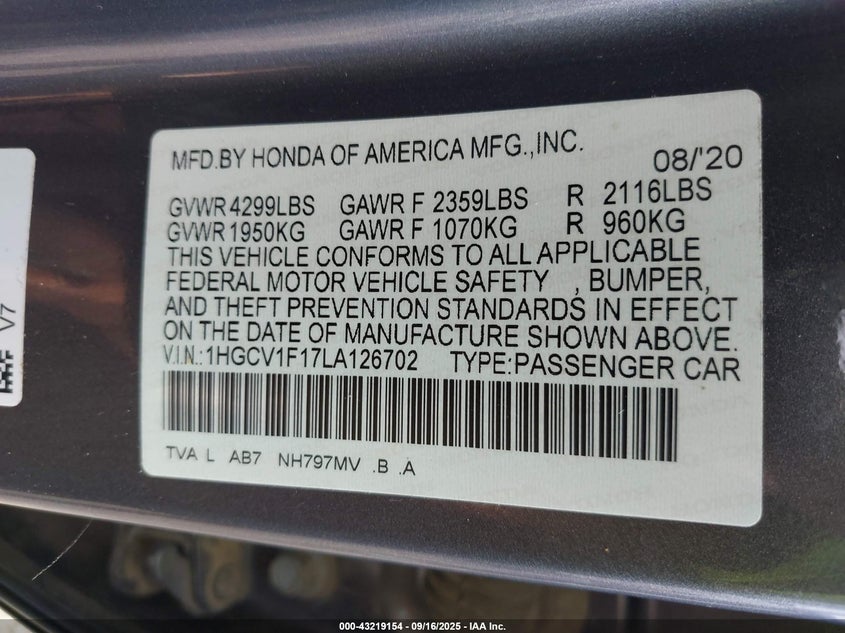 MFD.BY HONDA OF AMERICA MFG.,INC. 08/'20
GVWR 4299LBS GAWR F 2359LBS R 2116LBS
GVWR 1950KG GAWR F 1070KG R 960KG
THIS VEHICLE CONFORMS TO ALL APPLICABLE
FEDERAL MOTOR VEHICLE SAFETY , BUMPER,
AND THEFT PREVENTION STANDARDS IN EFFECT
ON THE DATE OF MANUFACTURE SHOWN ABOVE.
V.I.N.:1HGCV1F17LA126702 TYPE:PASSENGER CAR
TVA L AB7 NH797MV .B .A
V7
000-43219154 - 09/16/2025 - IAA Inc.